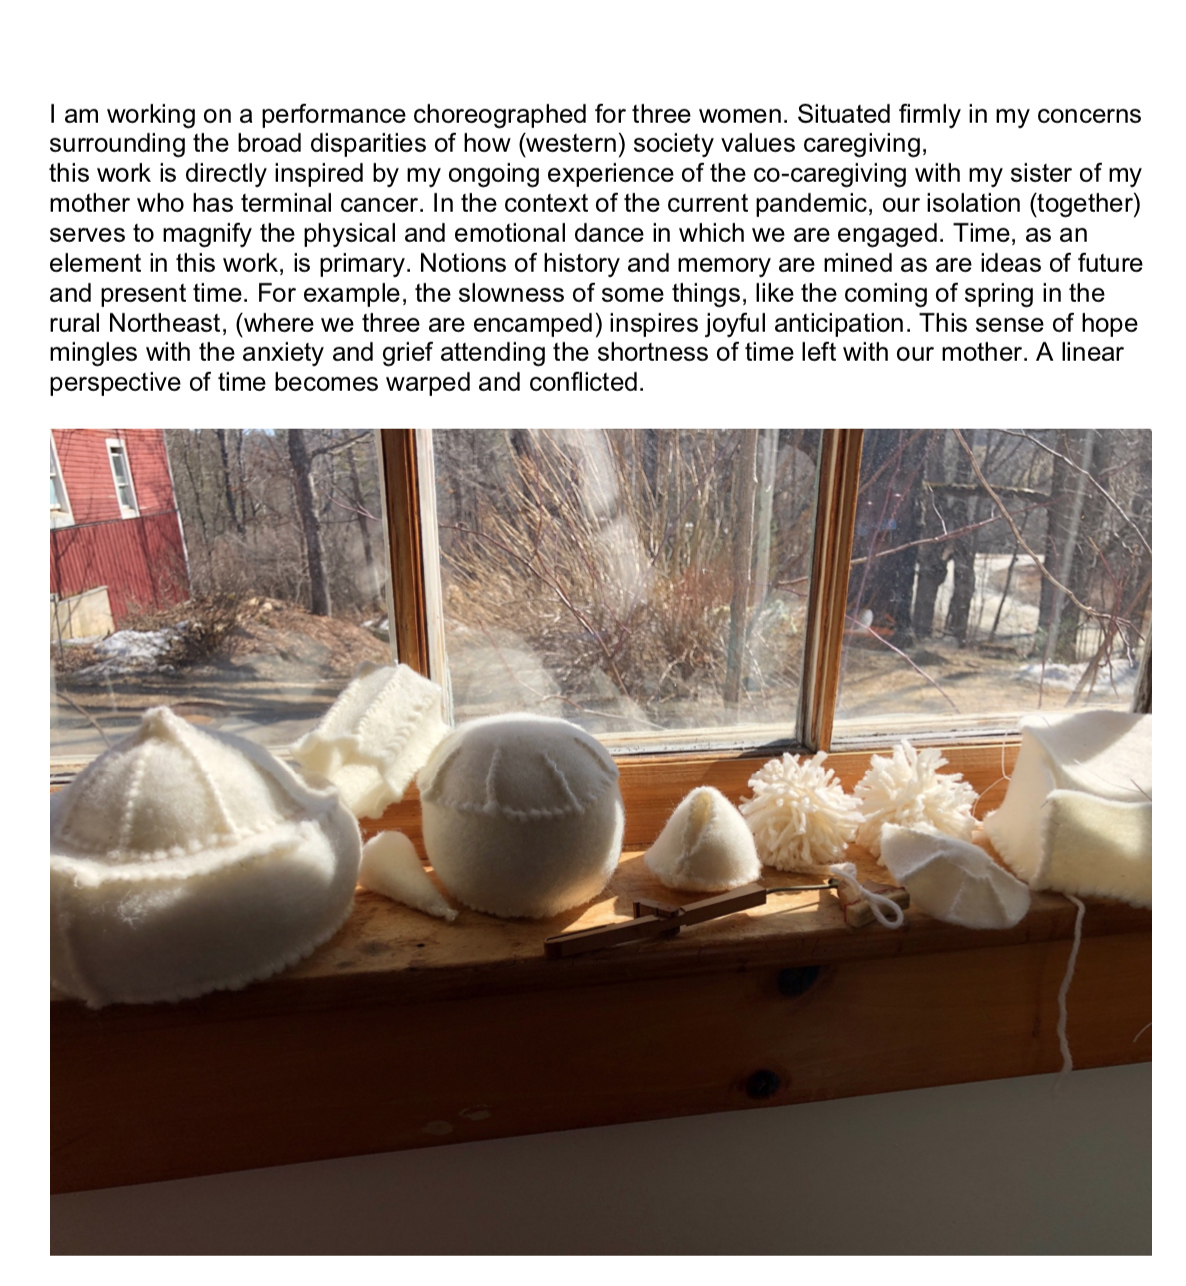 I am working on a performance choreographed for three women. Situated firmly in my concerns
surrounding the broad disparities of how (western) society values caregiving,
this work is directly inspired by my ongoing experience of the co-caregiving with my sister of my
mother who has terminal cancer. In the context of the current pandemic, our isolation (together)
serves to magnify the physical and emotional dance in which we are engaged. Time, as an
element in this work, is primary. Notions of history and memory are mined as are ideas of future
and present time. For example, the slowness of some things, like the coming of spring in the
rural Northeast, (where we three are encamped) inspires joyful anticipation. This sense of hope
mingles with the anxiety and grief attending the shortness of time left with our mother. A linear
perspective of time becomes warped and conflicted.